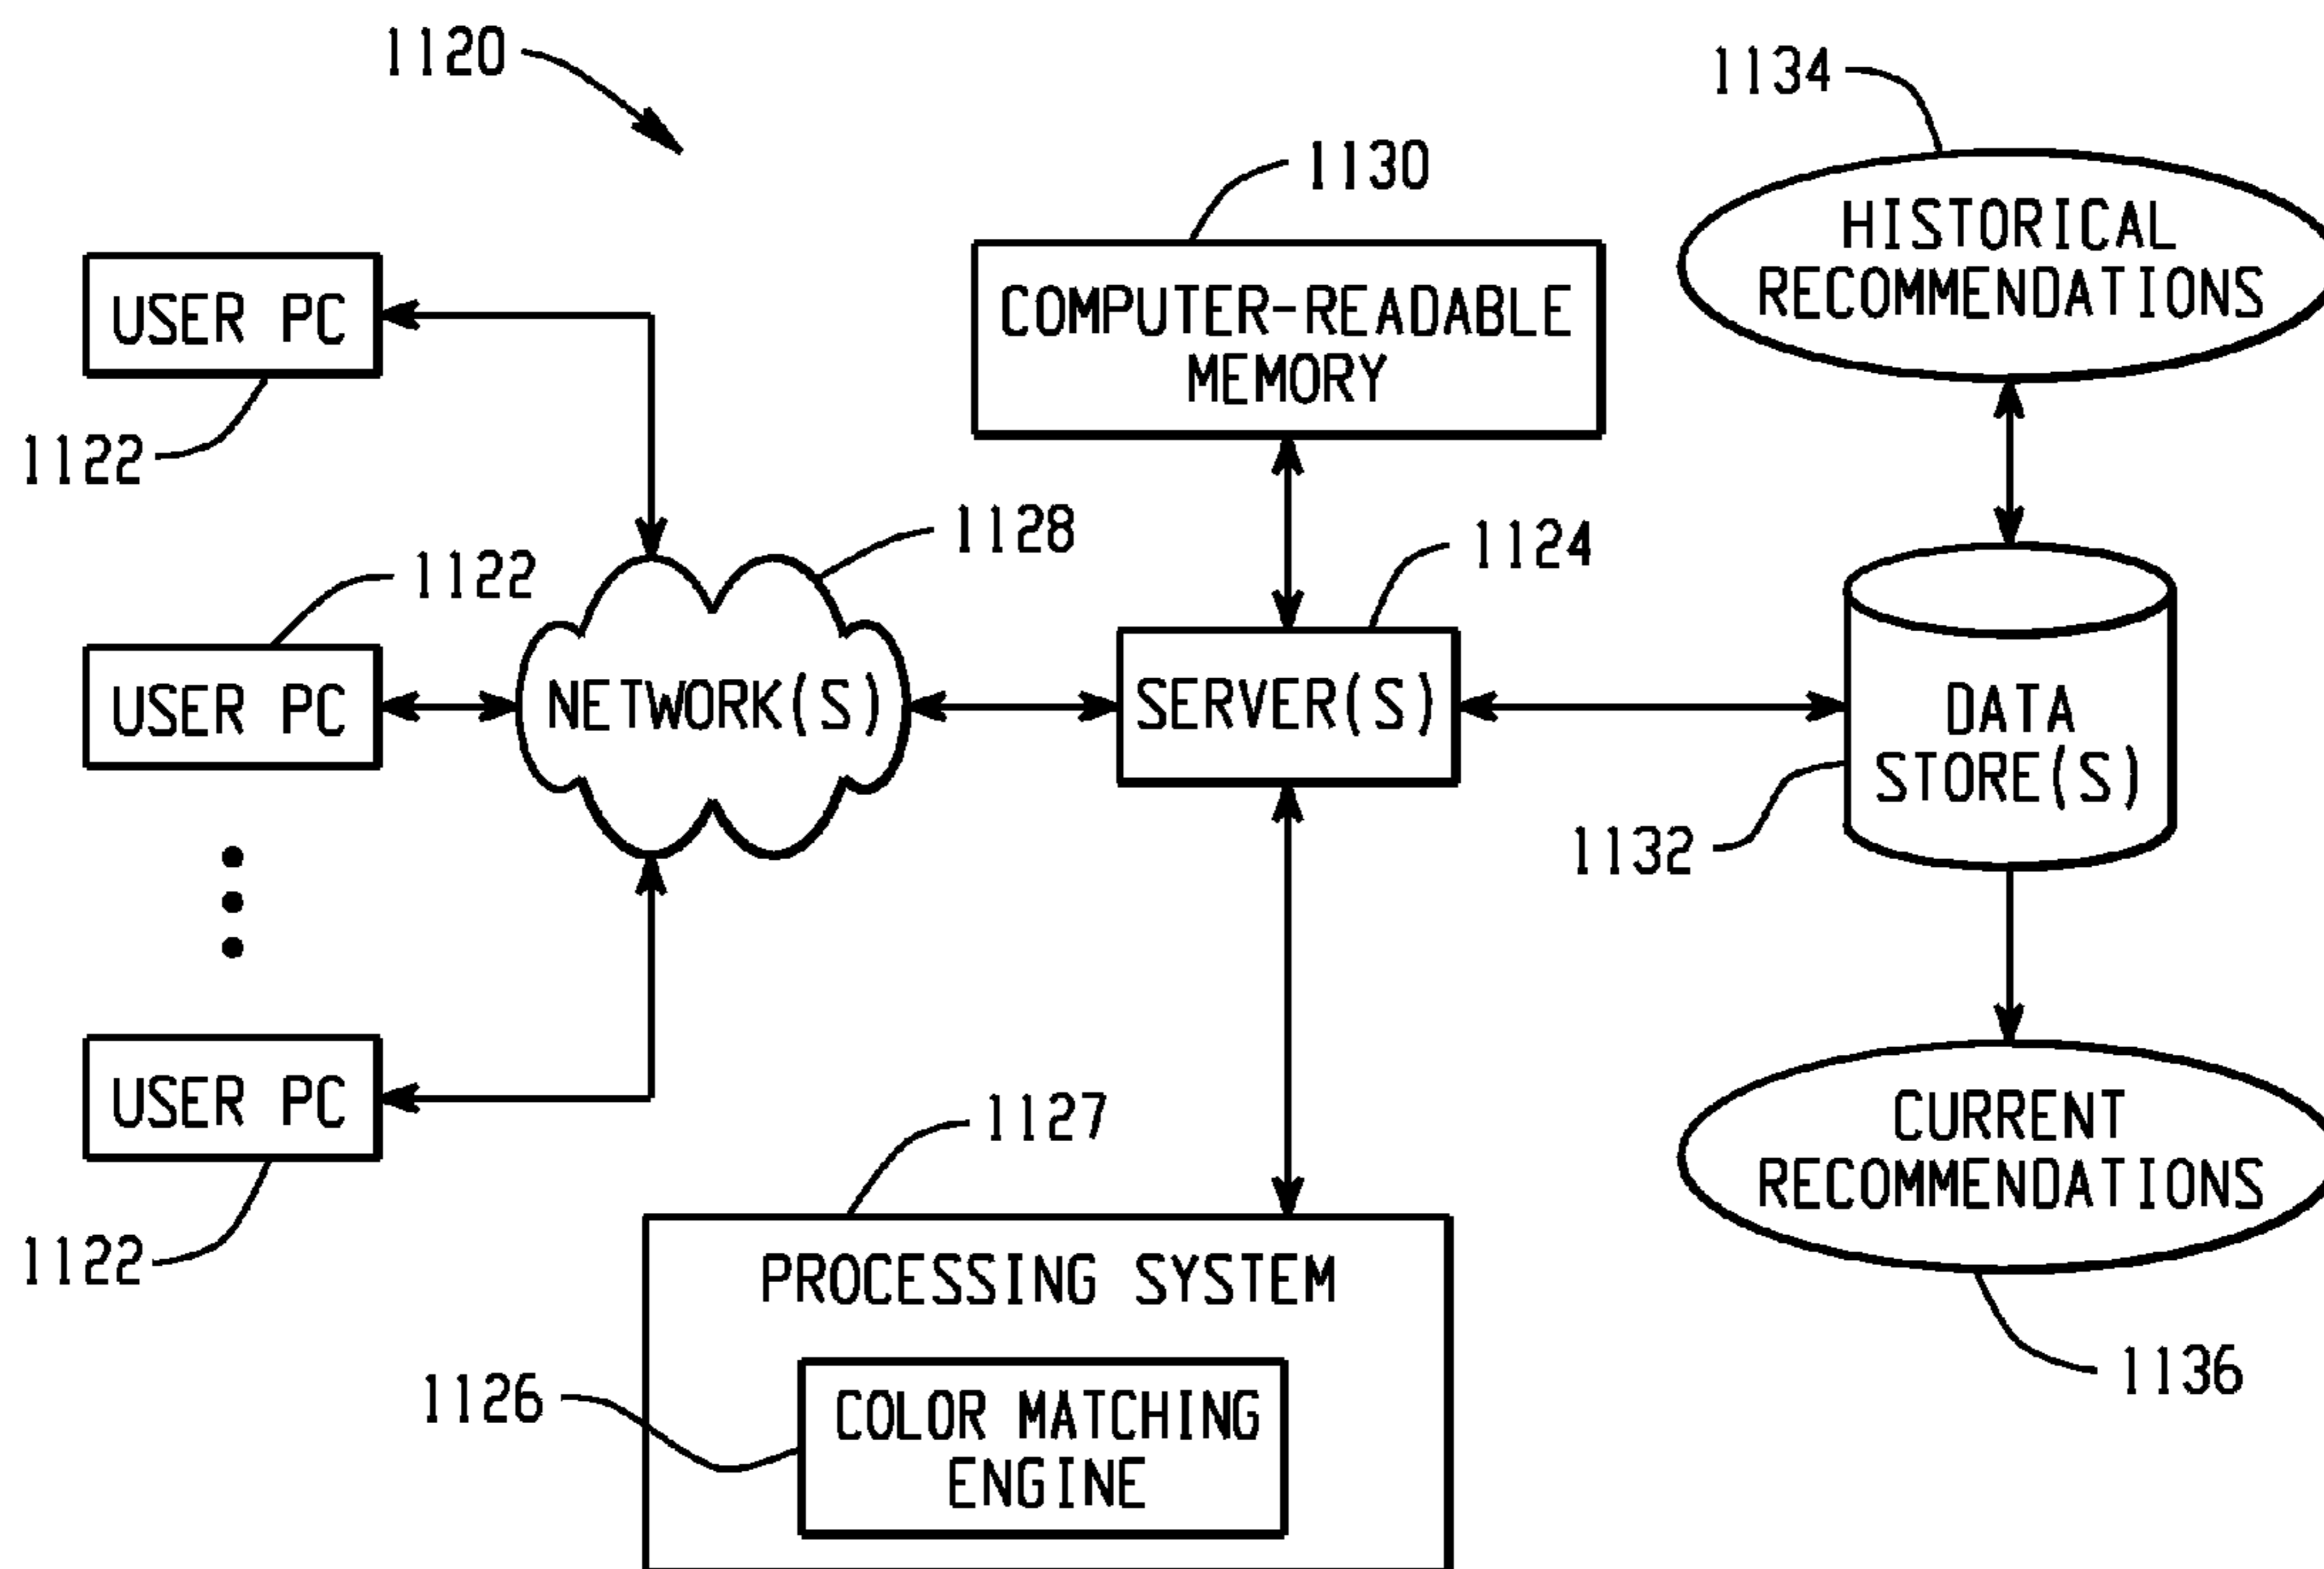 1120
1134
1130
HISTORICAL
RECOMMENDATIONS
USER PC
COMPUTER-READABLE
MEMORY
1122
1128
1124
1122
USER PC
NETWORK(S)
SERVER(S)
DATA
STORE(S)
1132
USER PC
1127
CURRENT
RECOMMENDATIONS
1122
PROCESSING SYSTEM
1136
1126
COLOR MATCHING
ENGINE